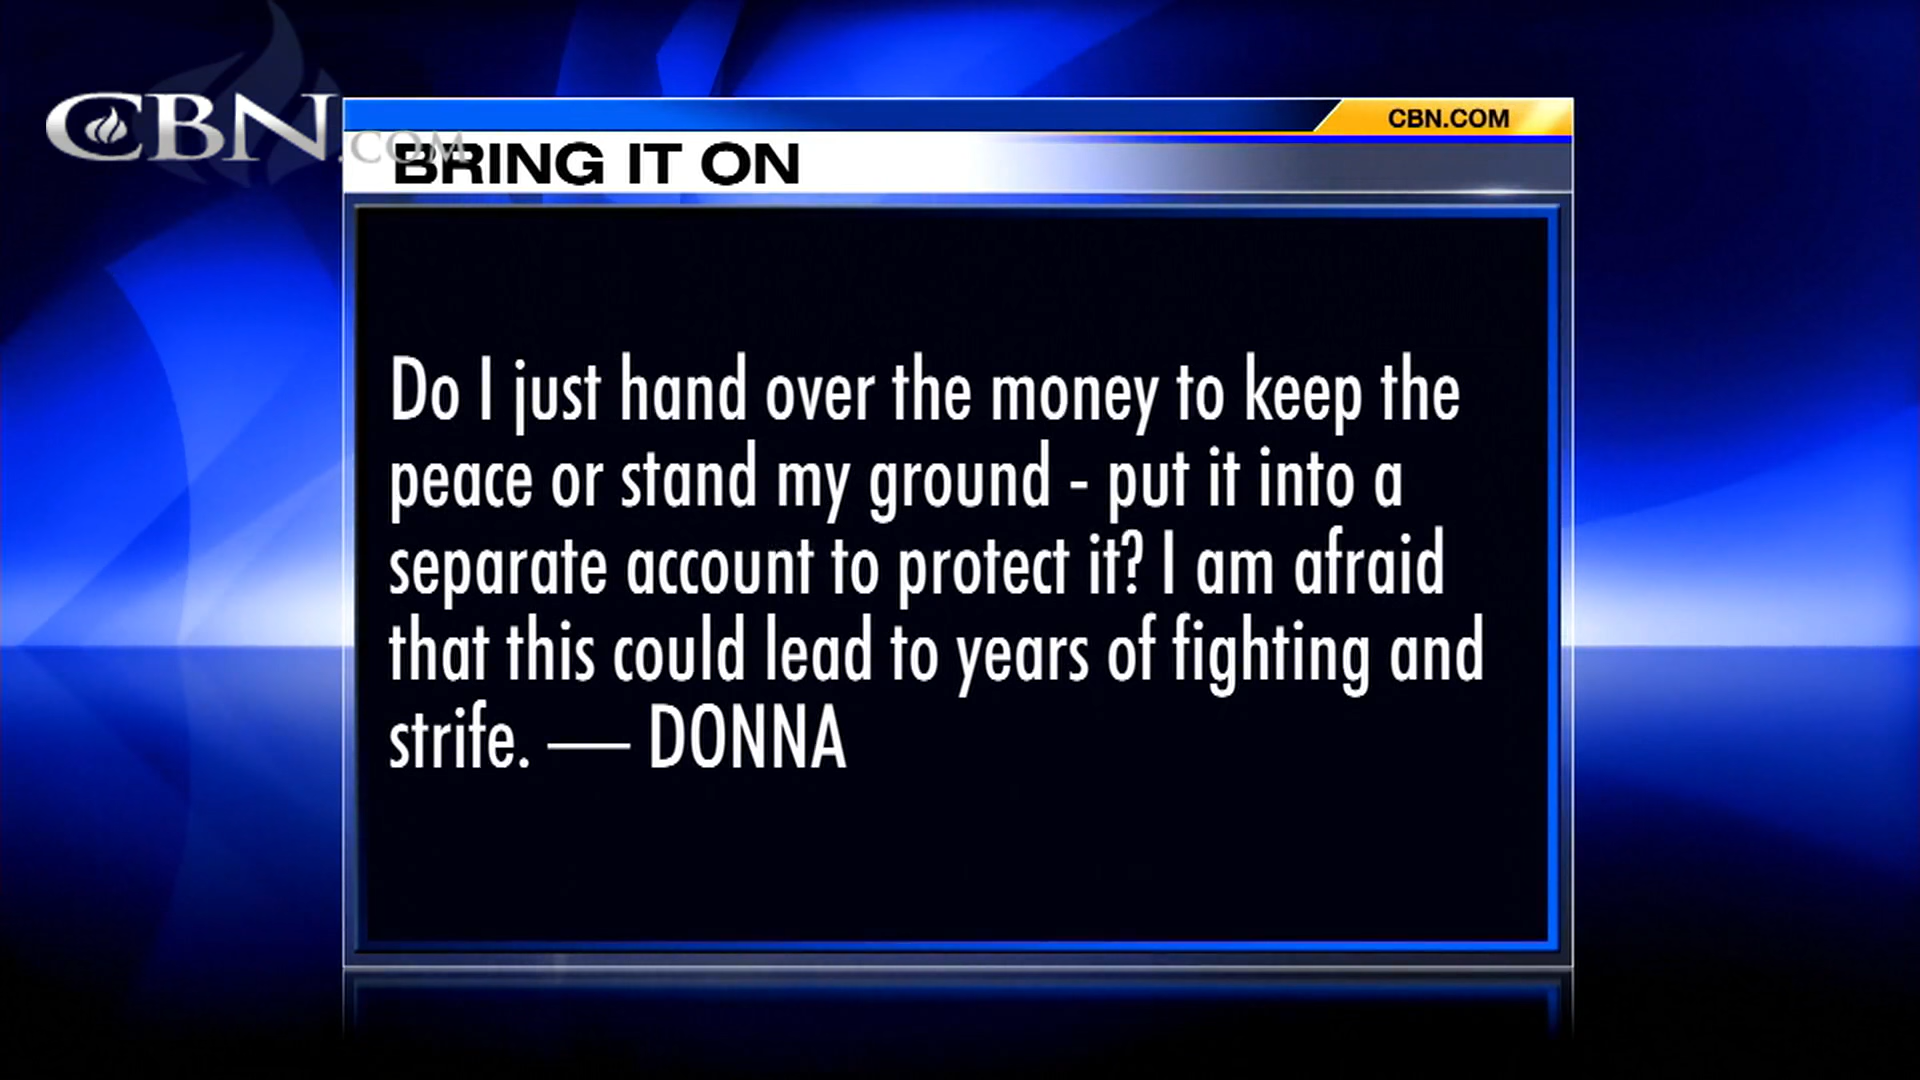 CBN.COM
CBN.COM
BRING IT ON
Do I just hand over the money to keep the
peace or stand my ground - put it into a
separate account to protect it? I am afraid
that this could lead to years of fighting and
strife. — DONNA